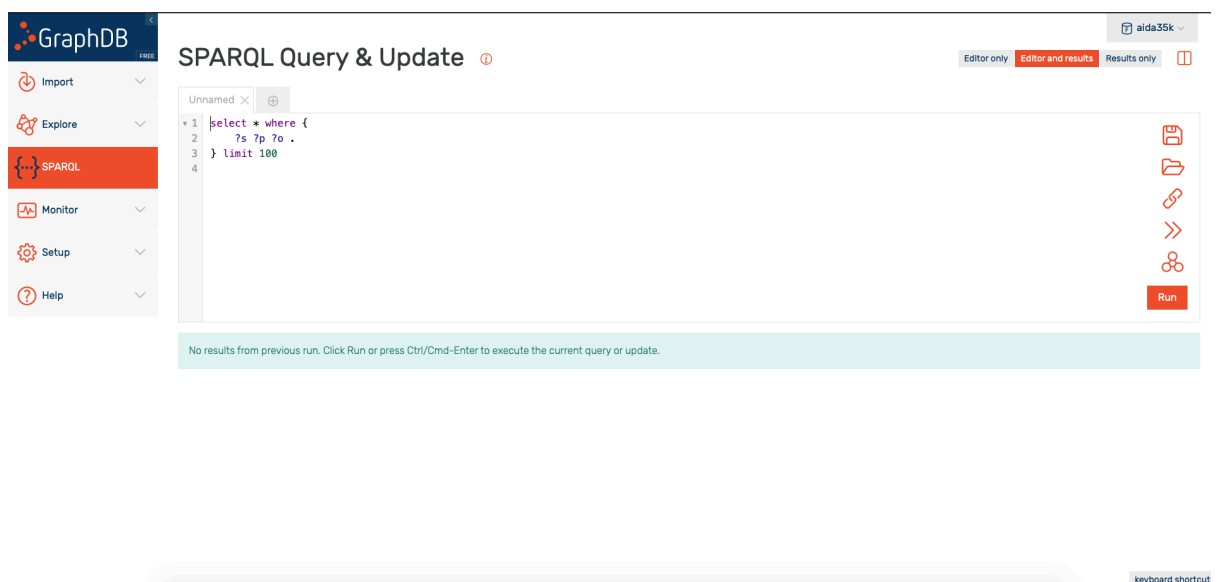 GraphDB
FREE
Import
Explore
SPARQL
Monitor
Setup
Help
aida35k
SPARQL Query & Update
Editor only Editor and results Results only
Unnamed
1 select * where {
2 ?s ?p ?o .
3 } limit 100
4
Run
No results from previous run. Click Run or press Ctrl/Cmd-Enter to execute the current query or update.
keyboard shortcut